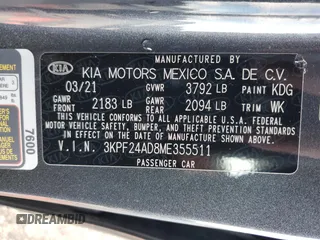 MANUFACTURED BY
KIA KIA MOTORS MEXICO S.A. DE C.V.
03/21 GVWR 3792 LB PAINT KDG
GAWR FRONT 2183 LB GAWR REAR 2094 LB TRIM WK
THIS VEHICLE CONFORMS TO ALL APPLICABLE U.S. FEDERAL MOTOR
VEHICLE SAFETY, BUMPER, AND THEFT PREVENTION STANDARDS
IN EFFECT ON THE DATE OF MANUFACTURE SHOWN ABOVE.
V.I.N. 3KPF24AD8ME355511
PASSENGER CAR
7000
DREAMBID